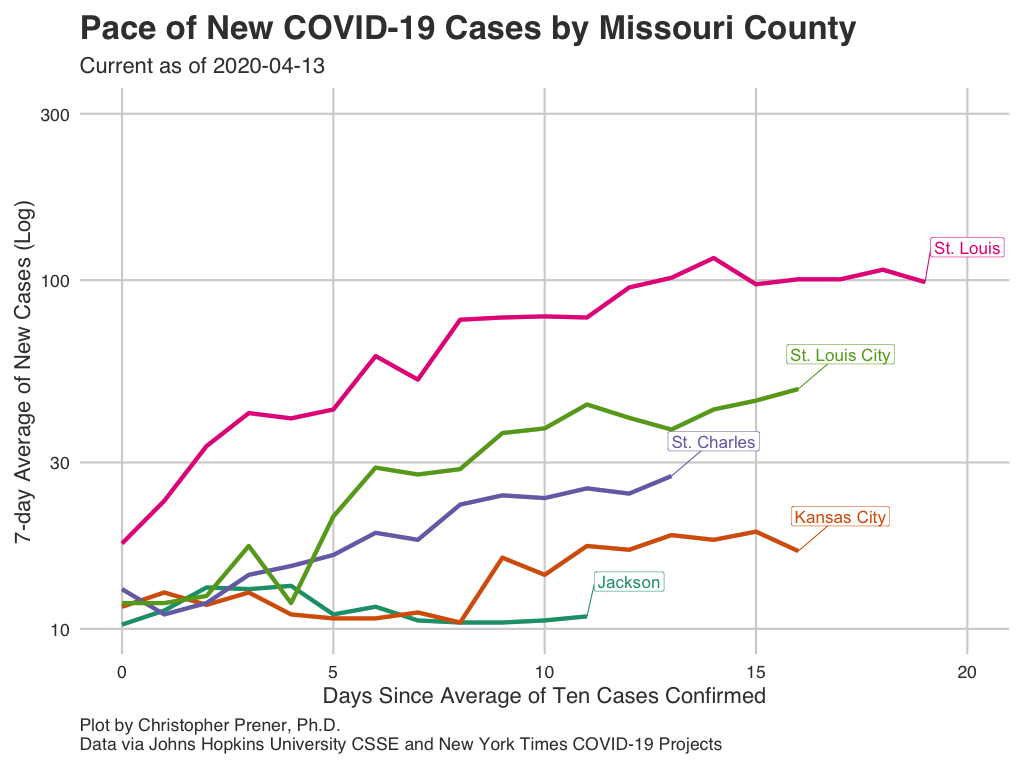 Pace of New COVID-19 Cases by Missouri County
Current as of 2020-04-13
7-day Average of New Cases (Log)
300
100
30
10
St. Louis
St. Louis City
St. Charles
Kansas City
Jackson
0 5 10 15 20
Days Since Average of Ten Cases Confirmed
Plot by Christopher Prener, Ph.D.
Data via Johns Hopkins University CSSE and New York Times COVID-19 Projects